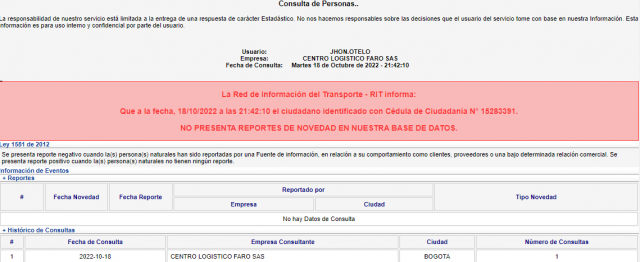 Consulta de Personas..
La responsabilidad de nuestro servicio está limitada a la entrega de una respuesta de carácter Estadástico. No nos hacemos responsables sobre las decisiones que el usuario del servicio tome con base en nuestra Información. Esta
información es para uso interno y confidencial por parte del usuario.
Usuario: JHON.OTELO
Empresa: CENTRO LOGISTICO FARO SAS
Fecha de Consulta: Martes 18 de Octubre de 2022 - 21:42:10
La Red de Información del Transporte - RIT informa:
Que a la fecha, 18/10/2022 a las 21:42:10 el ciudadano identificado con Cédula de Ciudadanía N° 15283391.
NO PRESENTA REPORTES DE NOVEDAD EN NUESTRA BASE DE DATOS.
Ley 1581 de 2012
Se presenta reporte negativo cuando la(s) persona(s) naturales han sido reportadas por una Fuente de información, en relación a su comportamiento como clientes, proveedores o una bajo determinada relación comercial. Se
presenta reporte positivo cuando la(s) persona(s) naturales no tienen ningún reporte.
Información de Eventos
+ Reportes
# Fecha Novedad Fecha Reporte Reportado por Tipo Novedad
Empresa Ciudad
No hay Datos de Consulta
+ Histórico de Consultas
# Fecha de Consulta Empresa Consultante Ciudad Número de Consultas
1 2022-10-18 CENTRO LOGISTICO FARO SAS BOGOTA 1